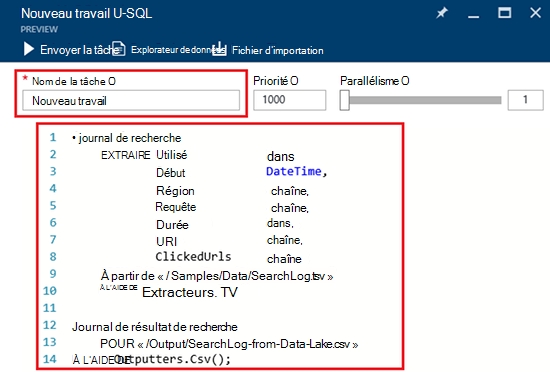 Nouveau travail U-SQL
PREVIEW
Envoyer la tâche Explorateur de données Fichier d'importation
* Nom de la tâche O Priorité O Parallélisme O
Nouveau travail 1000 1
1 • journal de recherche
2 EXTRAIRE Utilisé dans
3 Début DateTime,
4 Région chaîne,
5 Requête chaîne,
6 Durée dans,
7 URI chaîne,
8 ClickedUrls chaîne
9 À partir de « / Samples/Data/SearchLog.tsv »
10 À L'AIDE DE Extracteurs. TV
11
12 Journal de résultat de recherche
13 POUR « /Output/SearchLog-from-Data-Lake.csv »
14 À L'AIDE DE Outputters.Csv();